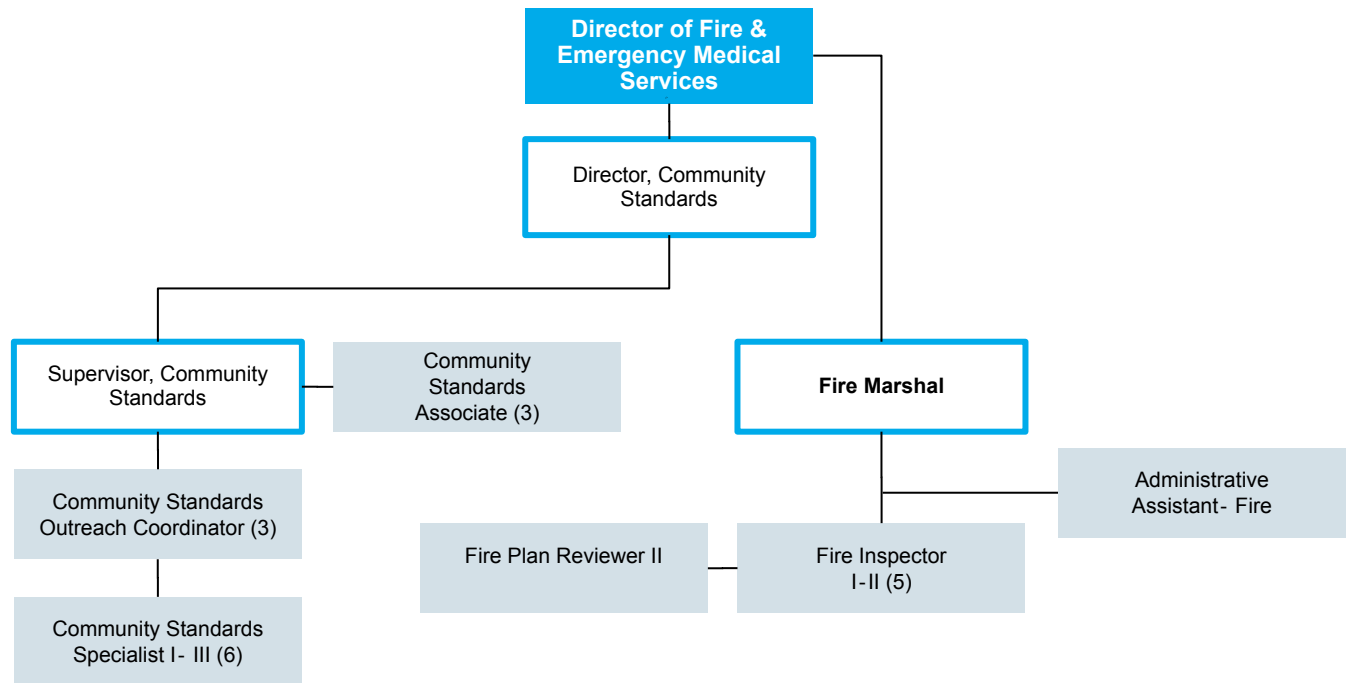 Director of Fire &
Emergency Medical
Services
Director, Community
Standards
Supervisor, Community
Standards
Community
Standards
Associate (3)
Fire Marshal
Community Standards
Outreach Coordinator (3)
Administrative
Assistant- Fire
Fire Plan Reviewer II
Fire Inspector
I-II (5)
Community Standards
Specialist I- III (6)